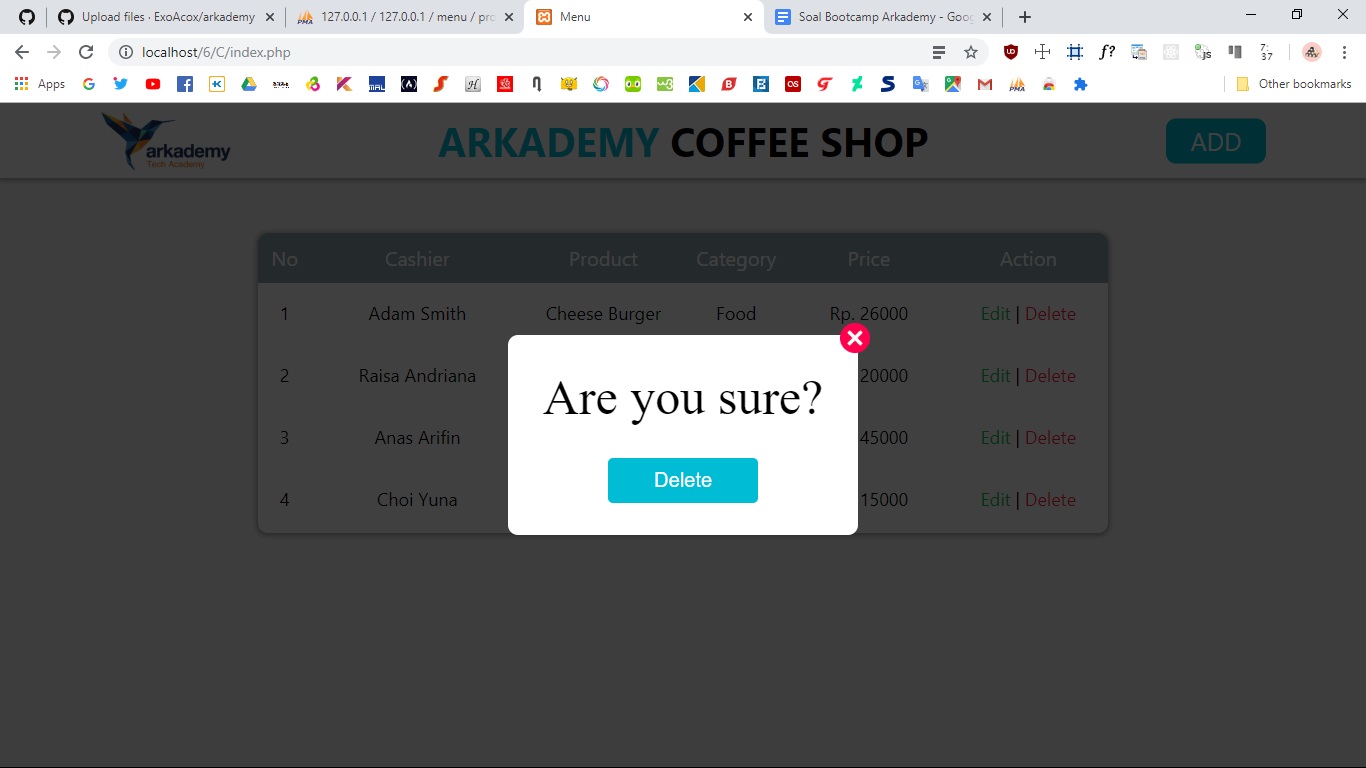 Upload files · ExoAcox/arkademy
127.0.0.1 / 127.0.0.1 / menu / pro
Menu
Soal Bootcamp Arkademy - Goog
localhost/6/C/index.php
f?
js
7:
37
Apps
Other bookmarks
arkademy
Tech Academy
ARKADEMY COFFEE SHOP
ADD
No Cashier Product Category Price Action
1 Adam Smith Cheese Burger Food Rp. 26000 Edit | Delete
2 Raisa Andriana 20000 Edit | Delete
3 Anas Arifin 45000 Edit | Delete
4 Choi Yuna 15000 Edit | Delete
Are you sure?
Delete